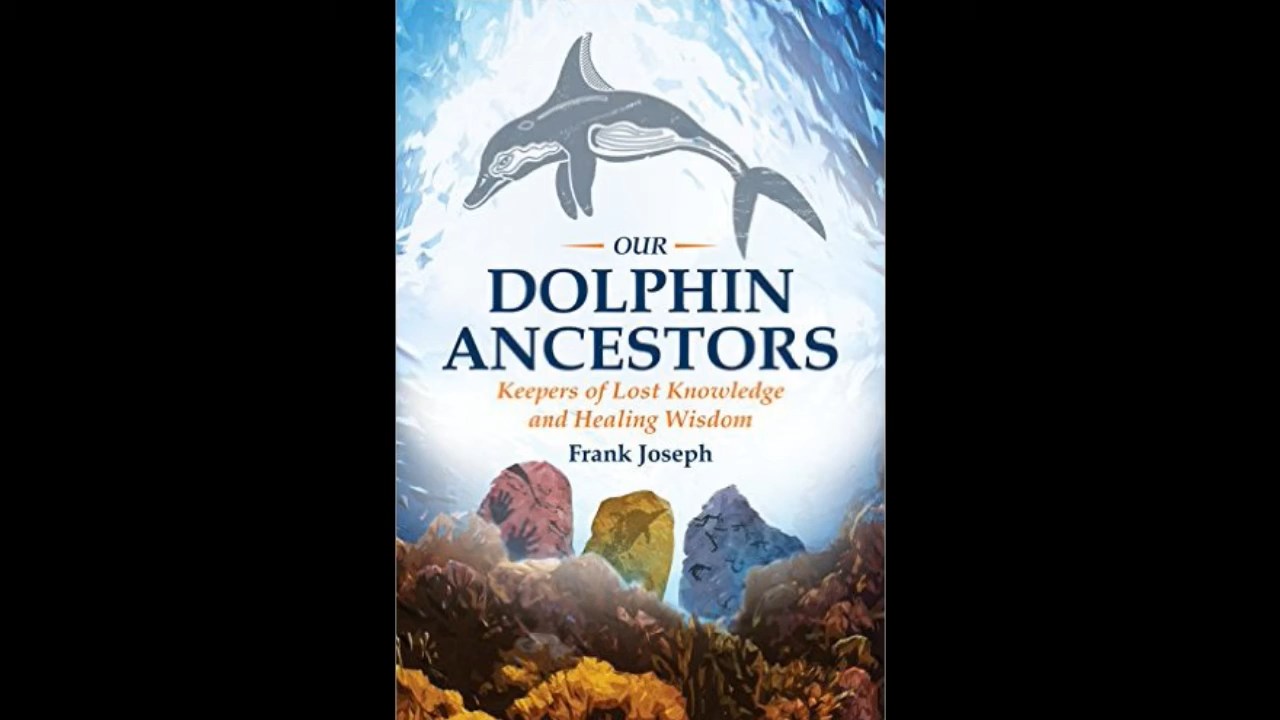 OUR
DOLPHIN
ANCESTORS
Keepers of Lost Knowledge
and Healing Wisdom
Frank Joseph